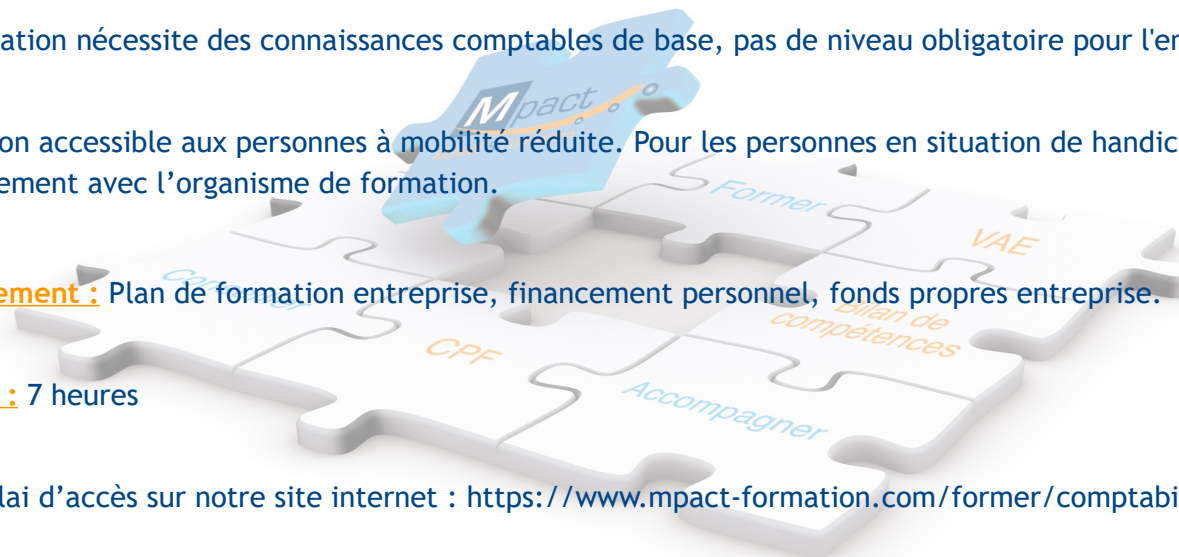 ation nécessite des connaissances comptables de base, pas de niveau obligatoire pour l'en
Mpact
on accessible aux personnes à mobilité réduite. Pour les personnes en situation de handic
ement avec l’organisme de formation.
Former
VAE
ement : Plan de formation entreprise, financement personnel, fonds propres entreprise.
Bilan de
compétences
CPF
: 7 heures
Accompagner
lai d’accès sur notre site internet : https://www.mpact-formation.com/former/comptabi